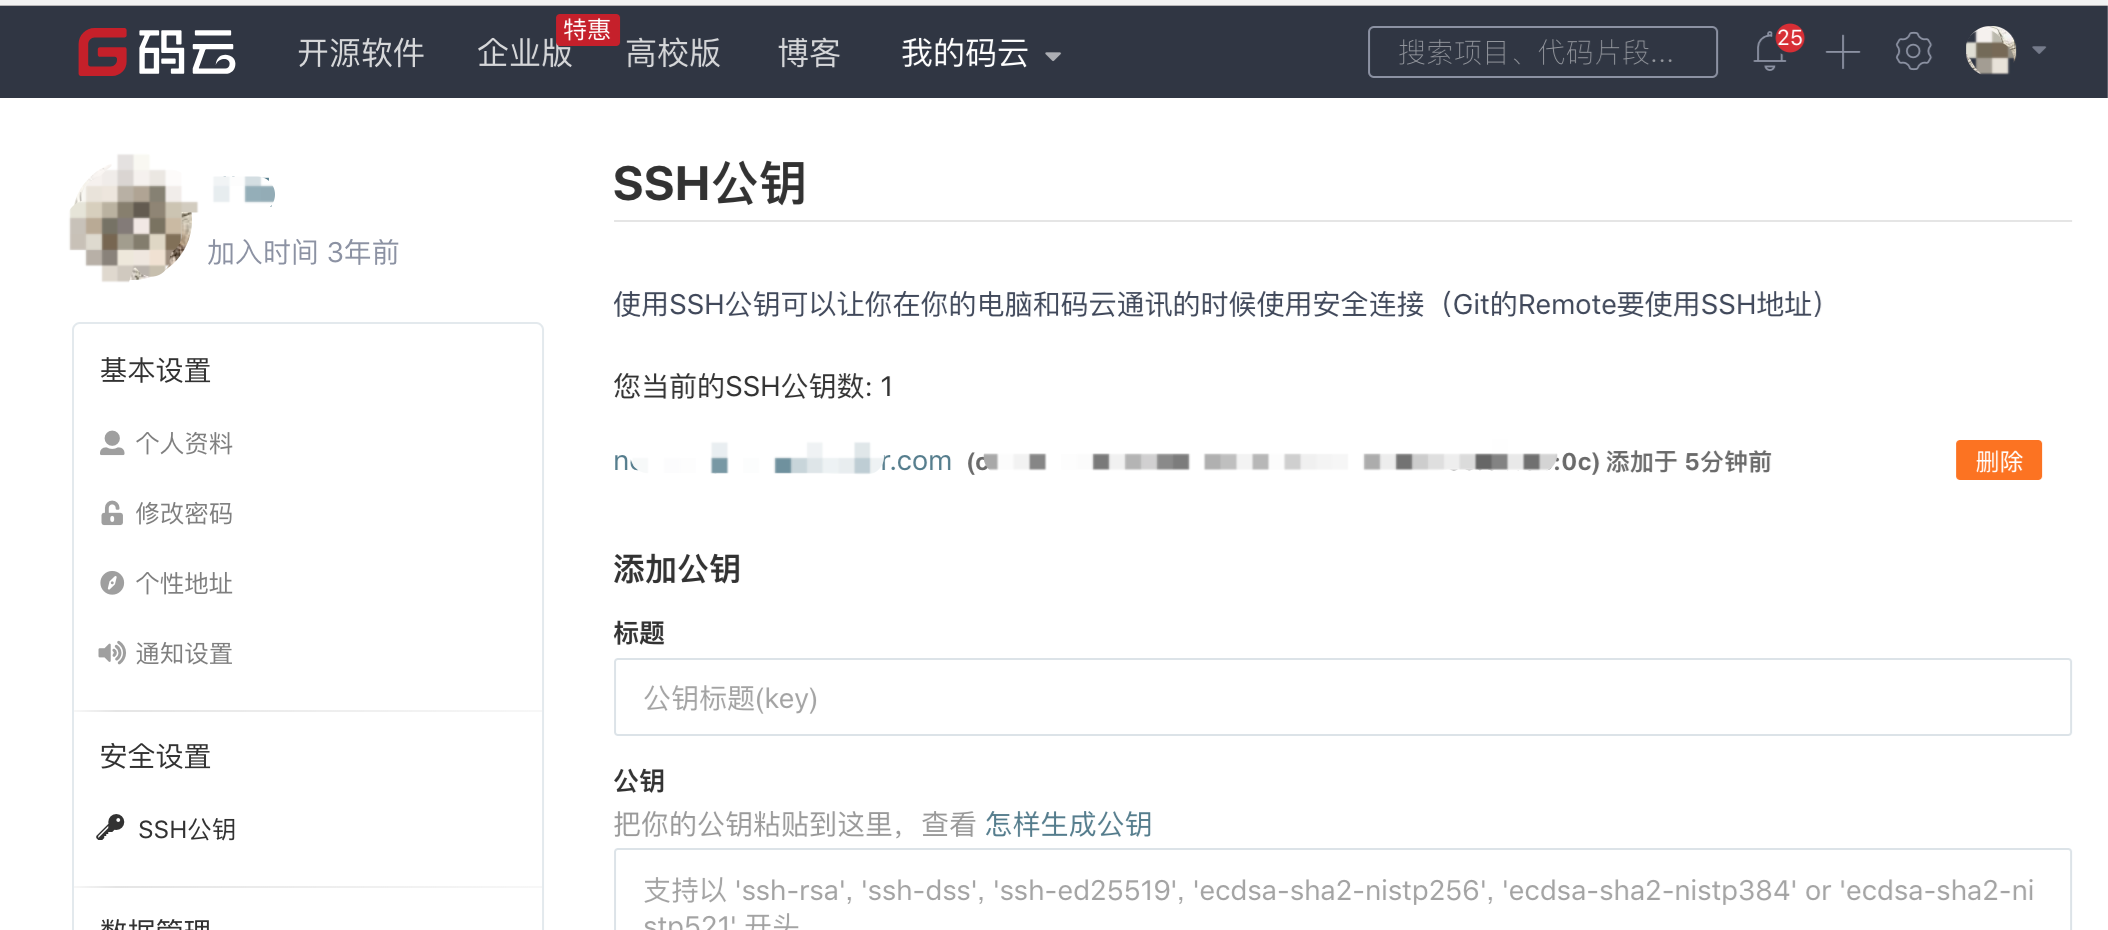 码云 开源软件 企业版 特惠 高校版 博客 我的码云 搜索项目、代码片段... 25
加入时间 3年前
基本设置
个人资料
修改密码
个性地址
通知设置
安全设置
SSH公钥
数据管理
SSH公钥
使用SSH公钥可以让你在你的电脑和码云通讯的时候使用安全连接（Git的Remote要使用SSH地址）
您当前的SSH公钥数: 1
r.com :0c) 添加于 5分钟前 删除
添加公钥
标题
公钥标题(key)
公钥
把你的公钥粘贴到这里，查看 怎样生成公钥
支持以 'ssh-rsa', 'ssh-dss', 'ssh-ed25519', 'ecdsa-sha2-nistp256', 'ecdsa-sha2-nistp384' or 'ecdsa-sha2-ni
stp521' 开头